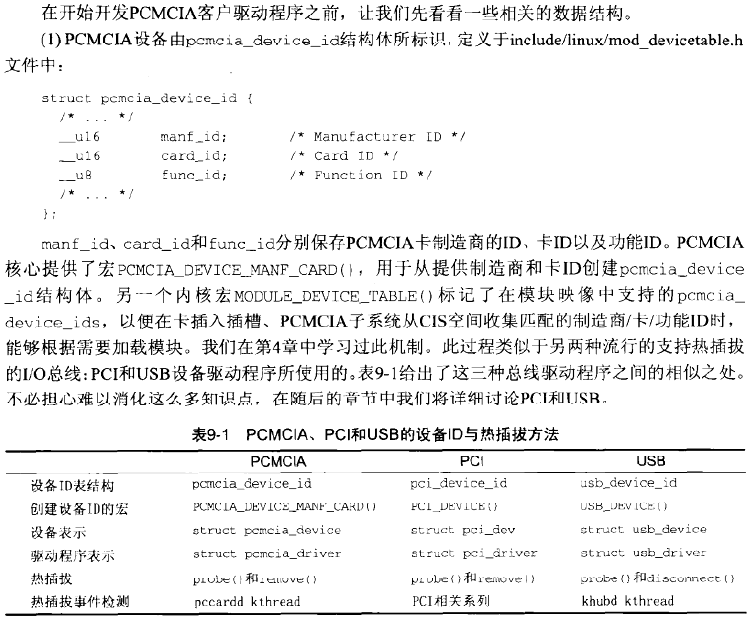 在开始开发PCMCIA客户驱动程序之前，让我们先看看一些相关的数据结构。
(1) PCMCIA设备由pcmcia_device_id结构体所标识，定义于include/linux/mod_devicetable.h
文件中：
struct pcmcia_device_id {
/* ... */
__u16 manf_id; /* Manufacturer ID */
__u16 card_id; /* Card ID */
__u8 func_id; /* Function ID */
/* ... */
};
manf_id、card_id和func_id分别保存PCMCIA卡制造商的ID、卡ID以及功能ID。PCMCIA
核心提供了宏PCMCIA_DEVICE_MANF_CARD()，用于从提供制造商和卡ID创建pcmcia_device
_id结构体。另一个内核宏MODULE_DEVICE_TABLE()标记了在模块映像中支持的pcmcia_
device_ids，以便在卡插入插槽、PCMCIA子系统从CIS空间收集匹配的制造商/卡/功能ID时，
能够根据需要加载模块。我们在第4章中学习过此机制。此过程类似于另两种流行的支持热插拔
的I/O总线：PCI和USB设备驱动程序所使用的。表9-1给出了这三种总线驱动程序之间的相似之处。
不必担心难以消化这么多知识点，在随后的章节中我们将详细讨论PCI和USB。
表9-1 PCMCIA、PCI和USB的设备ID与热插拔方法
PCMCIA PCI USB
设备ID表结构 pcmcia_device_id pci_device_id usb_device_id
创建设备ID的宏 PCMCIA_DEVICE_MANF_CARD() PCI_DEVICE() USB_DEVICE()
设备表示 struct pcmcia_device struct pci_dev struct usb_device
驱动程序表示 struct pcmcia_driver struct pci_driver struct usb_driver
热插拔 probe()和remove() probe()和remove() probe()和disconnect()
热插拔事件检测 pccardd kthread PCI相关系列 khubd kthread